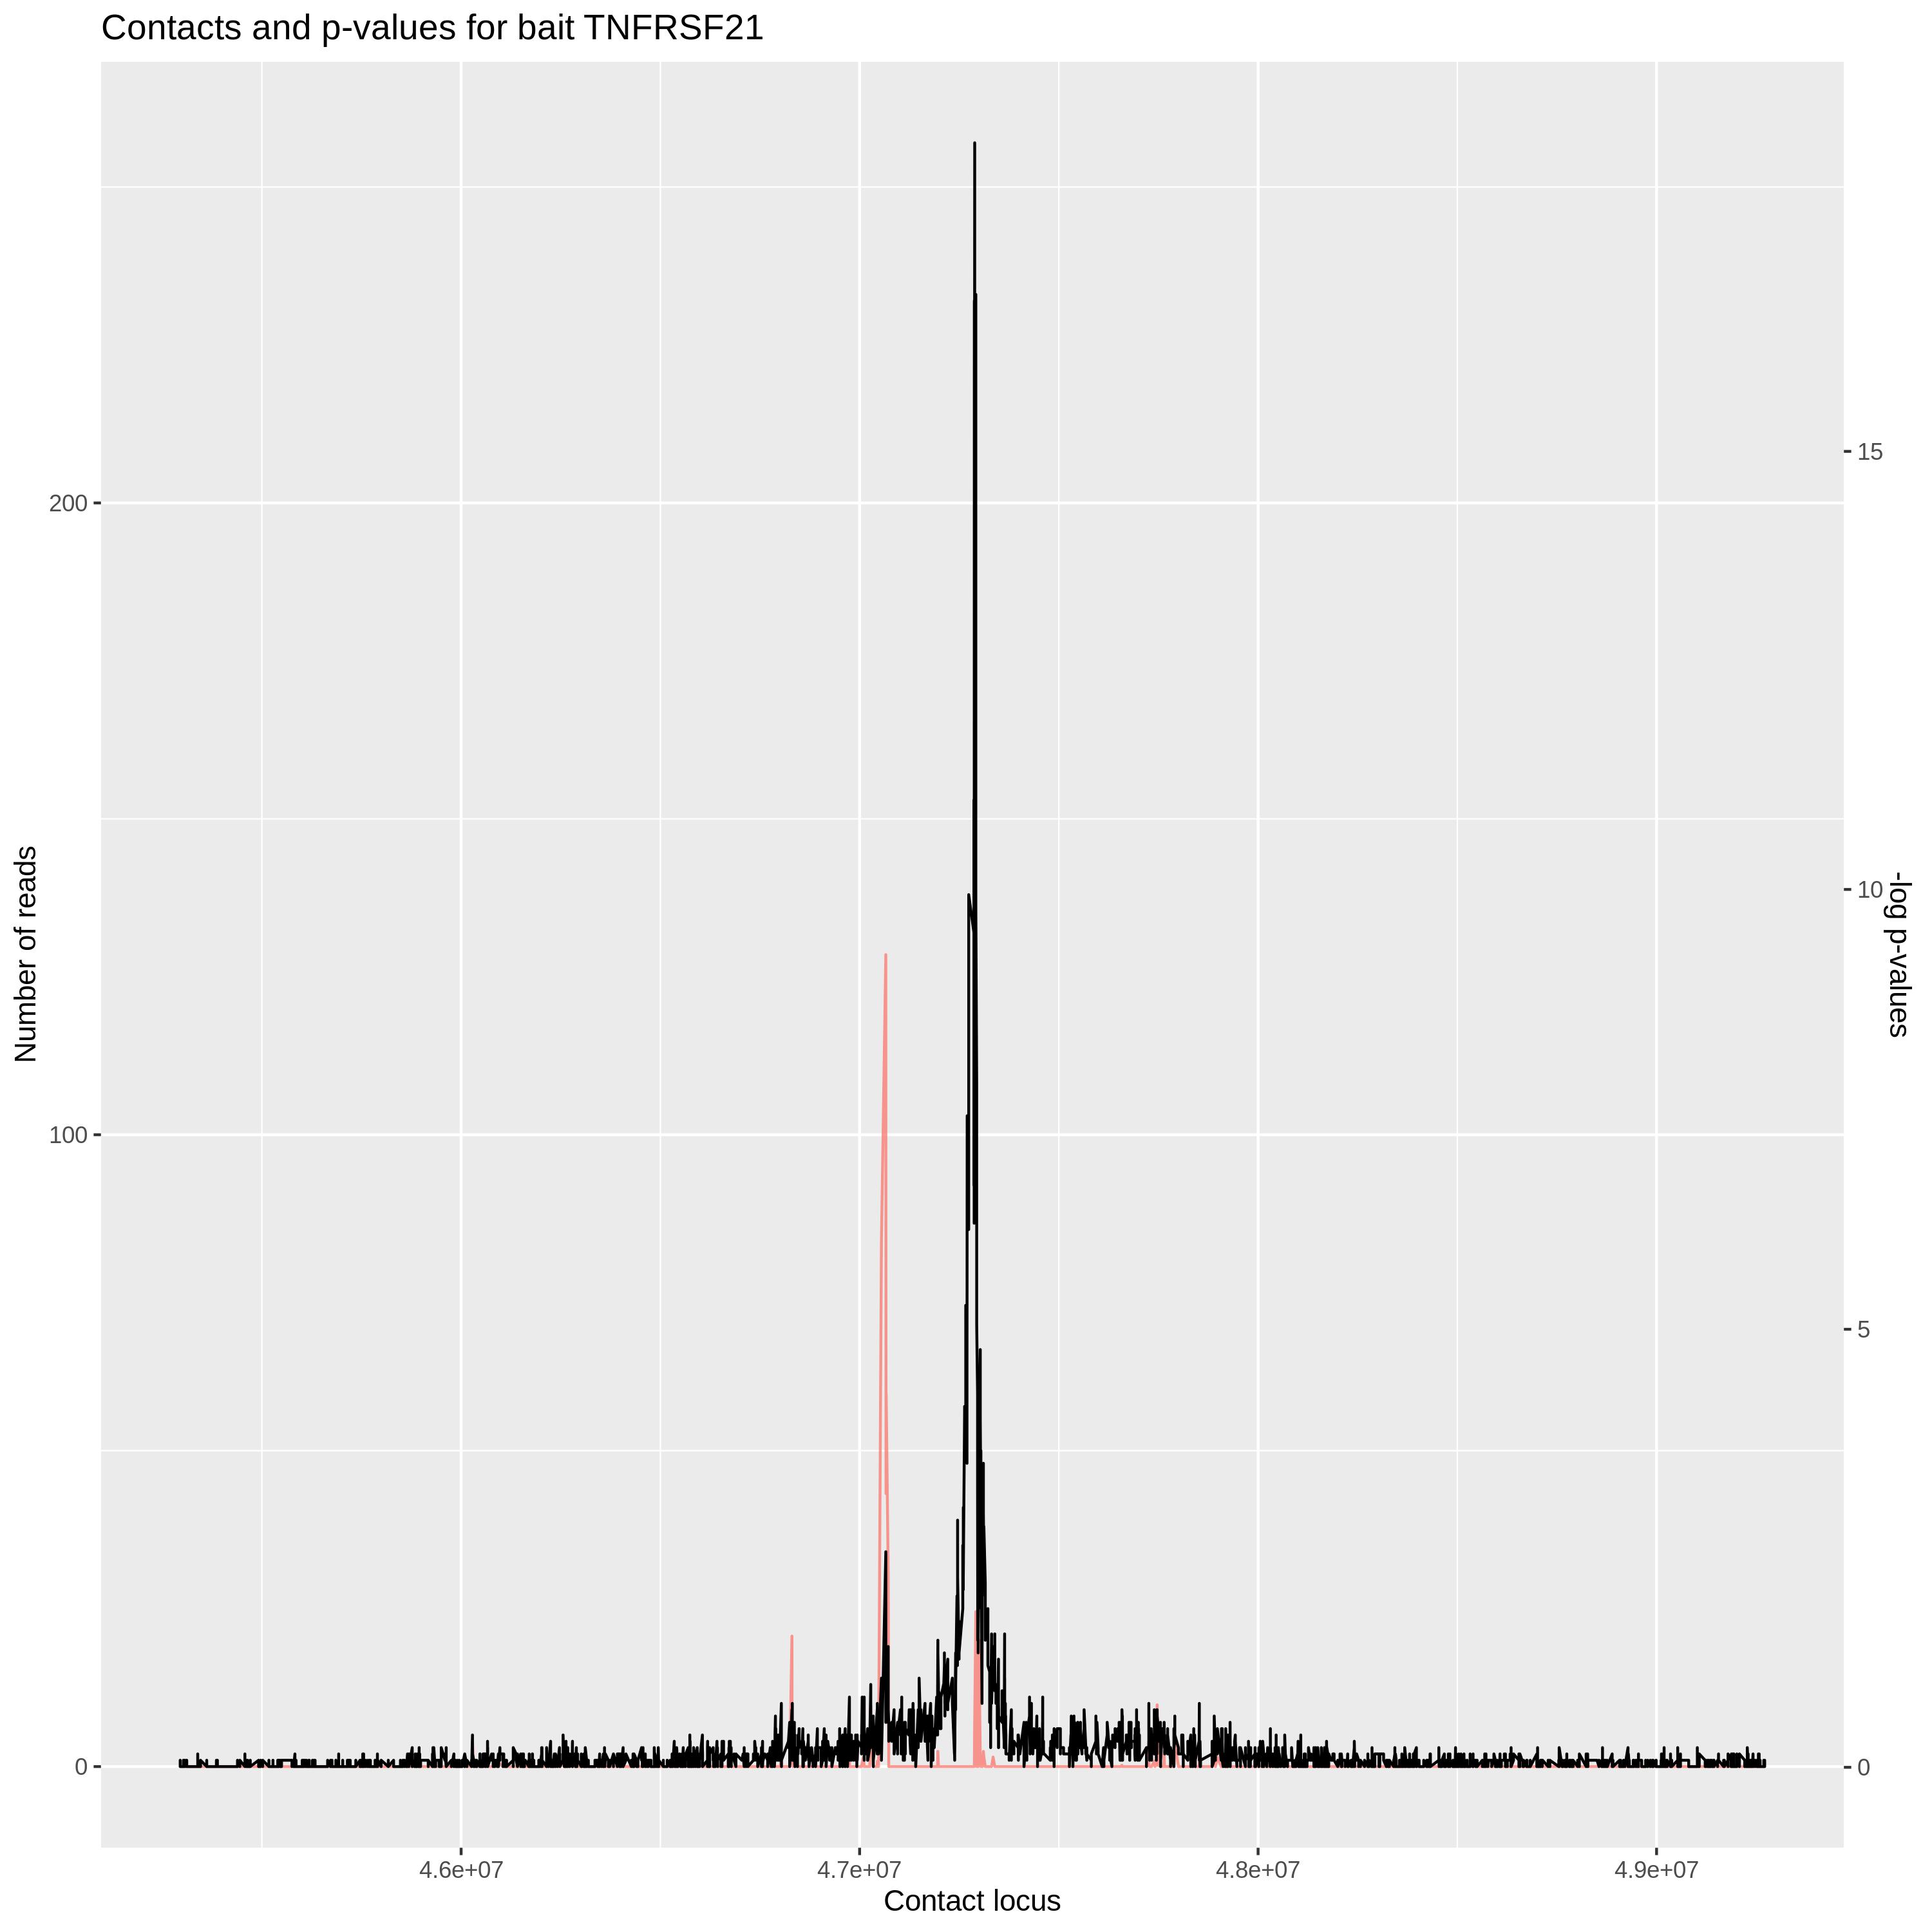 Contacts and p-values for bait TNFRSF21
Number of reads
200
100
0
15
10
5
0
-log p-values
4.6e+07 4.7e+07 4.8e+07 4.9e+07
Contact locus